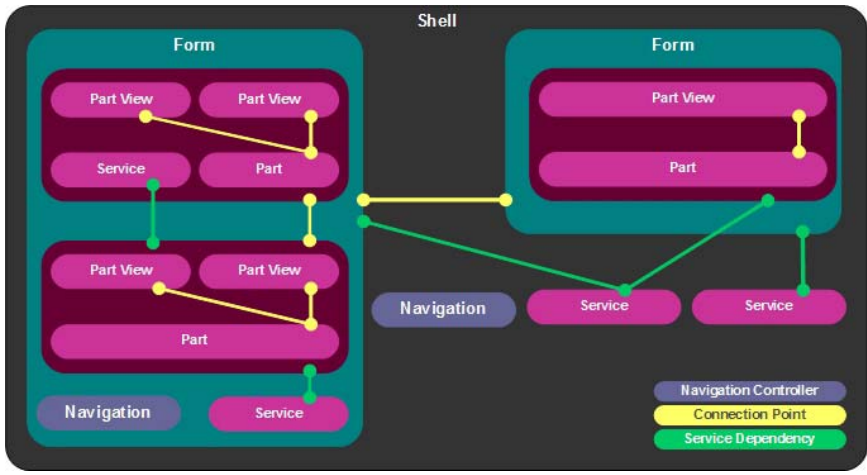 Shell
Form
Part View
Part View
Service
Part
Part View
Part View
Part
Navigation
Service
Form
Part View
Part
Navigation
Service
Service
Navigation Controller
Connection Point
Service Dependency